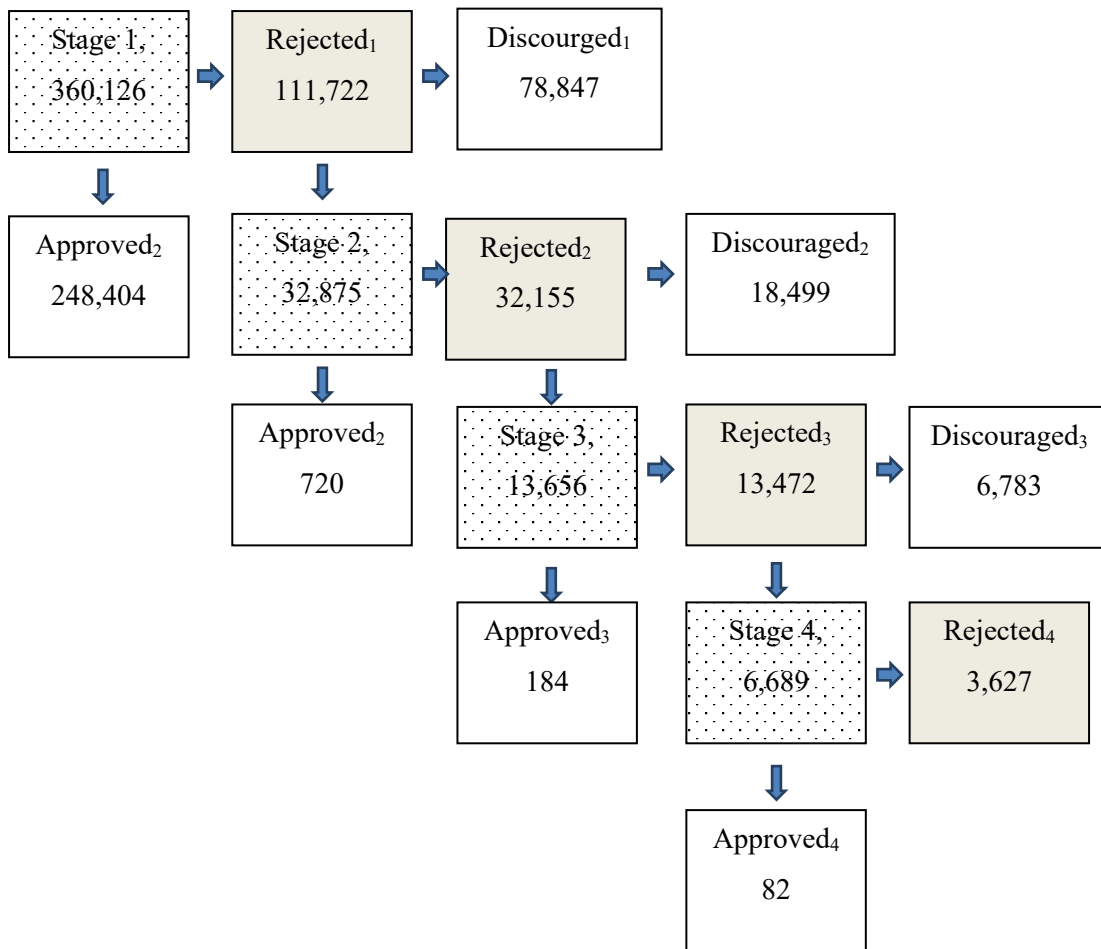 Stage 1,
360,126
Rejected₁
111,722
Discourged₁
78,847
Approved₂
248,404
Stage 2,
32,875
Rejected₂
32,155
Discouraged₂
18,499
Approved₂
720
Stage 3,
13,656
Rejected₃
13,472
Discouraged₃
6,783
Approved₃
184
Stage 4,
6,689
Rejected₄
3,627
Approved₄
82